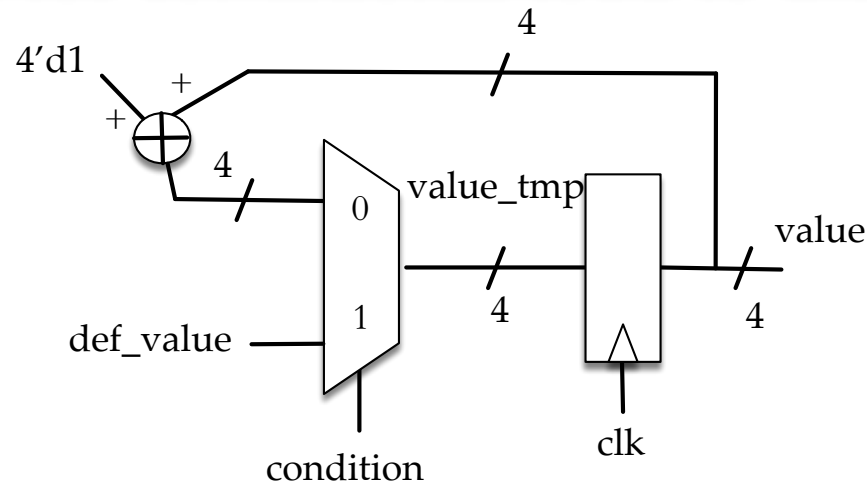 4
4’d1
+
+
4
value_tmp
0
value
1
4
4
def_value
clk
condition